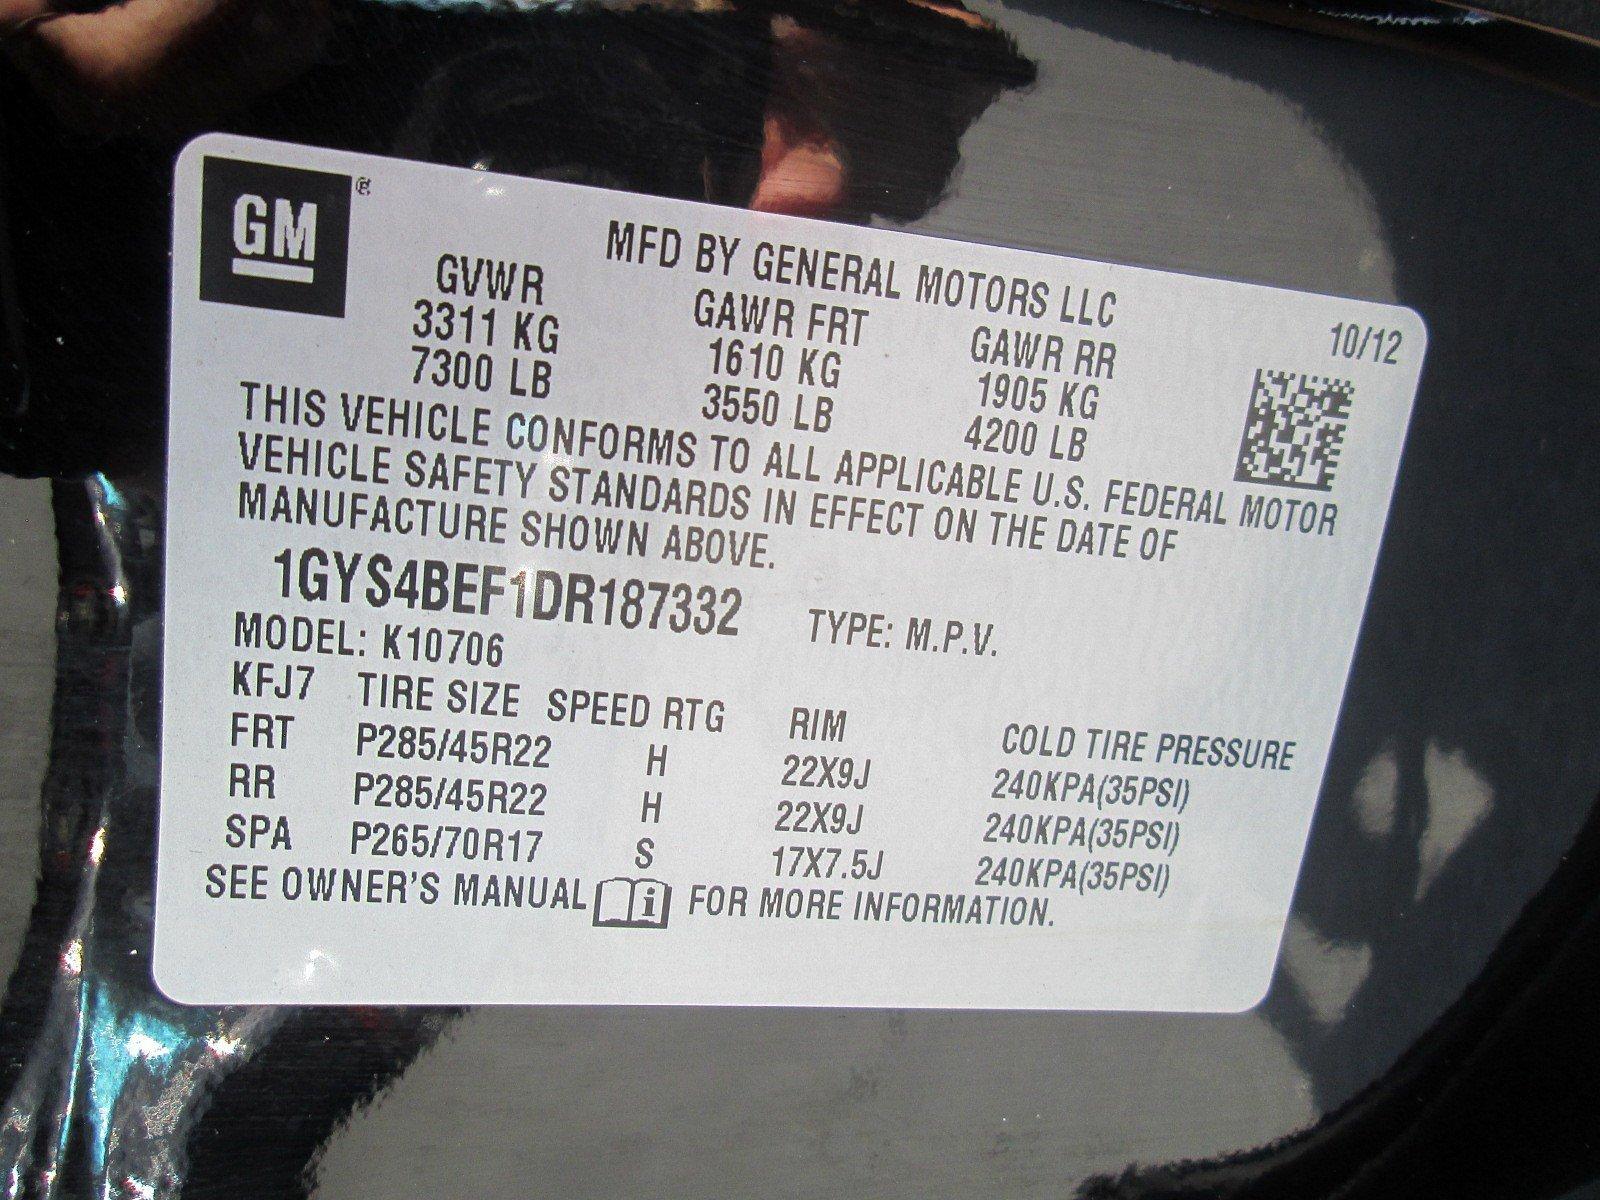 GM ®
MFD BY GENERAL MOTORS LLC
10/12
GVWR GAWR FRT GAWR RR
3311 KG 1610 KG 1905 KG
7300 LB 3550 LB 4200 LB
THIS VEHICLE CONFORMS TO ALL APPLICABLE U.S. FEDERAL MOTOR
VEHICLE SAFETY STANDARDS IN EFFECT ON THE DATE OF
MANUFACTURE SHOWN ABOVE.
1GYS4BEF1DR187332 TYPE: M.P.V.
MODEL: K10706
KFJ7 TIRE SIZE SPEED RTG RIM COLD TIRE PRESSURE
FRT P285/45R22 H 22X9J 240KPA(35PSI)
RR P285/45R22 H 22X9J 240KPA(35PSI)
SPA P265/70R17 S 17X7.5J 240KPA(35PSI)
SEE OWNER'S MANUAL i FOR MORE INFORMATION.